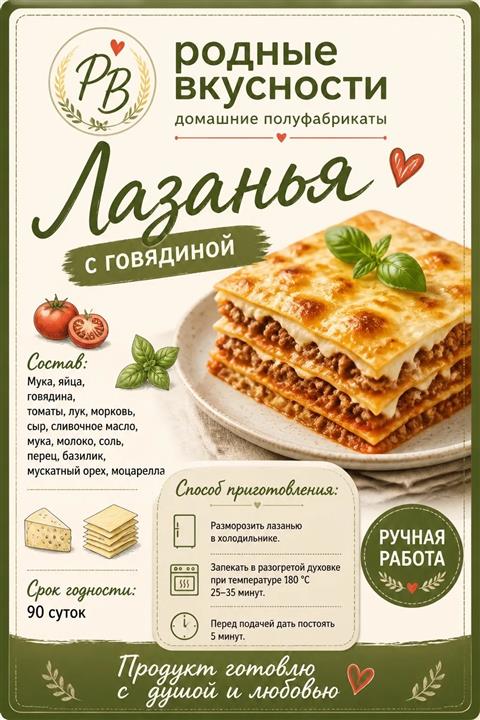 РВ
родные
вкусности
домашние полуфабрикаты
Лазанья
с говядиной
Состав:
Мука, яйца,
говядина,
томаты, лук, морковь,
сыр, сливочное масло,
мука, молоко, соль,
перец, базилик,
мускатный орех, моцарелла
Способ приготовления:
Разморозить лазанью
в холодильнике.
Запекать в разогретой духовке
при температуре 180 °C
25–35 минут.
Перед подачей дать постоять
5 минут.
РУЧНАЯ
РАБОТА
Срок годности:
90 суток
Продукт готовлю
с душой и любовью